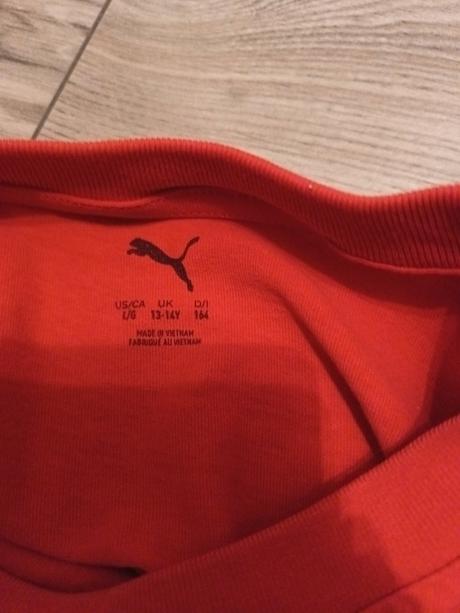 US/CA UK D/I
L/G 13-14Y 164
MADE IN VIETNAM
FABRIQUÉ AU VIETNAM